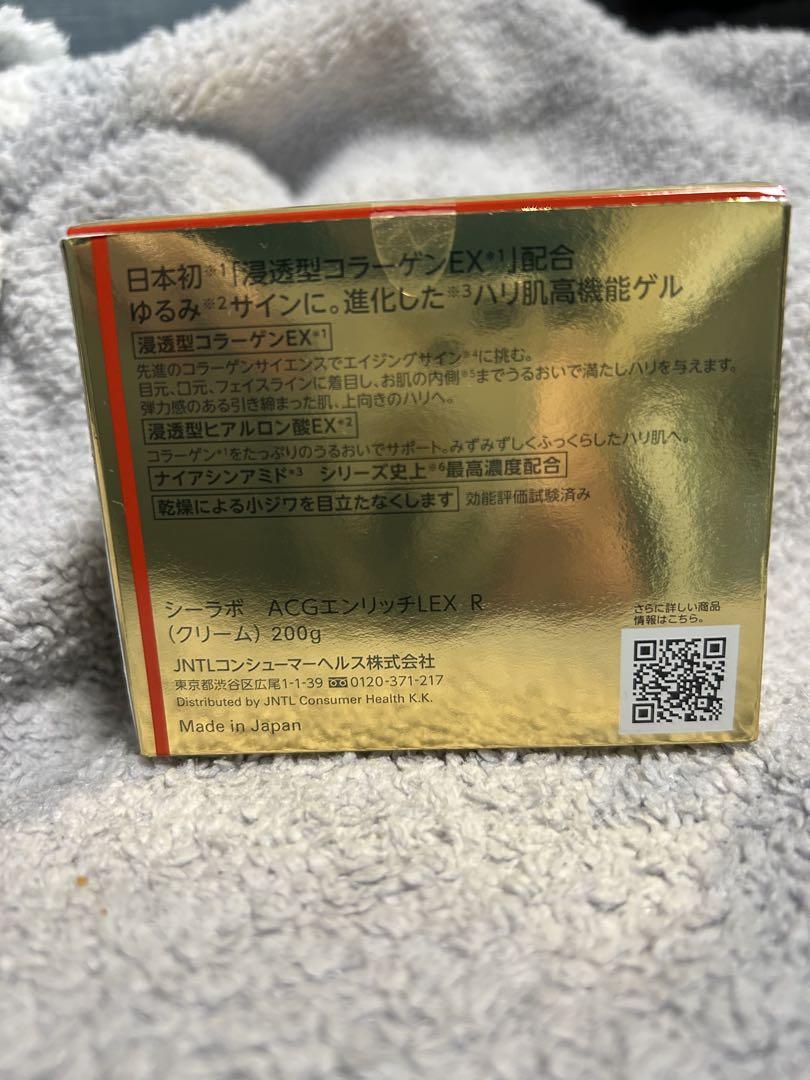 日本初※1「浸透型コラーゲンEX※1」配合
ゆるみ※2サインに。進化した※3ハリ肌高機能ゲル
浸透型コラーゲンEX※1
先進のコラーゲンサイエンスでエイジングサイン※4に挑む。
目元、口元、フェイスラインに着目し、お肌の内側※5までうるおいで満たしハリを与えます。
弾力感のある引き締まった肌、上向きのハリへ。
浸透型ヒアルロン酸EX※2
コラーゲン※1をたっぷりのうるおいでサポート。みずみずしくふっくらしたハリ肌へ。
ナイアシンアミド※3 シリーズ史上※6最高濃度配合
乾燥による小ジワを目立たなくします 効能評価試験済み
シーラボ ACGエンリッチLEX R
(クリーム) 200g
さらに詳しい商品
情報はこちら。
JNTLコンシューマーヘルス株式会社
東京都渋谷区広尾1-1-39 0120-371-217
Distributed by JNTL Consumer Health K.K.
Made in Japan